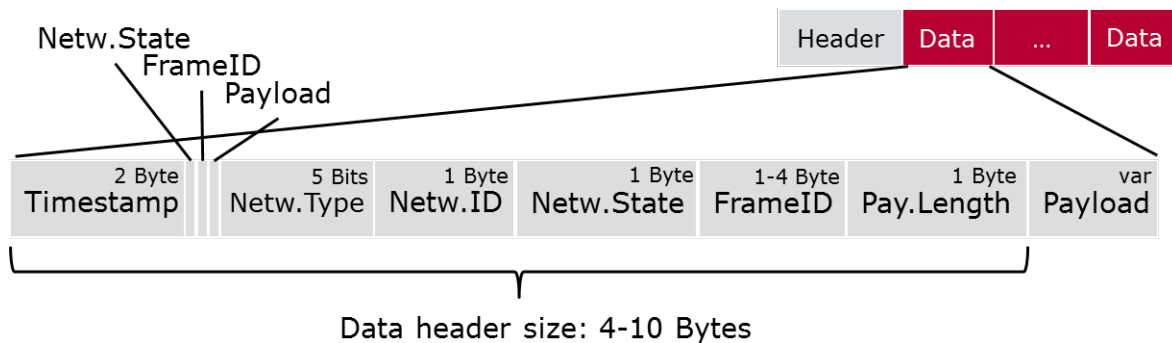 Netw.State
FrameID
Payload
Header Data ... Data
2 Byte 5 Bits 1 Byte 1 Byte 1-4 Byte 1 Byte var
Timestamp Netw.Type Netw.ID Netw.State FrameID Pay.Length Payload
Data header size: 4-10 Bytes